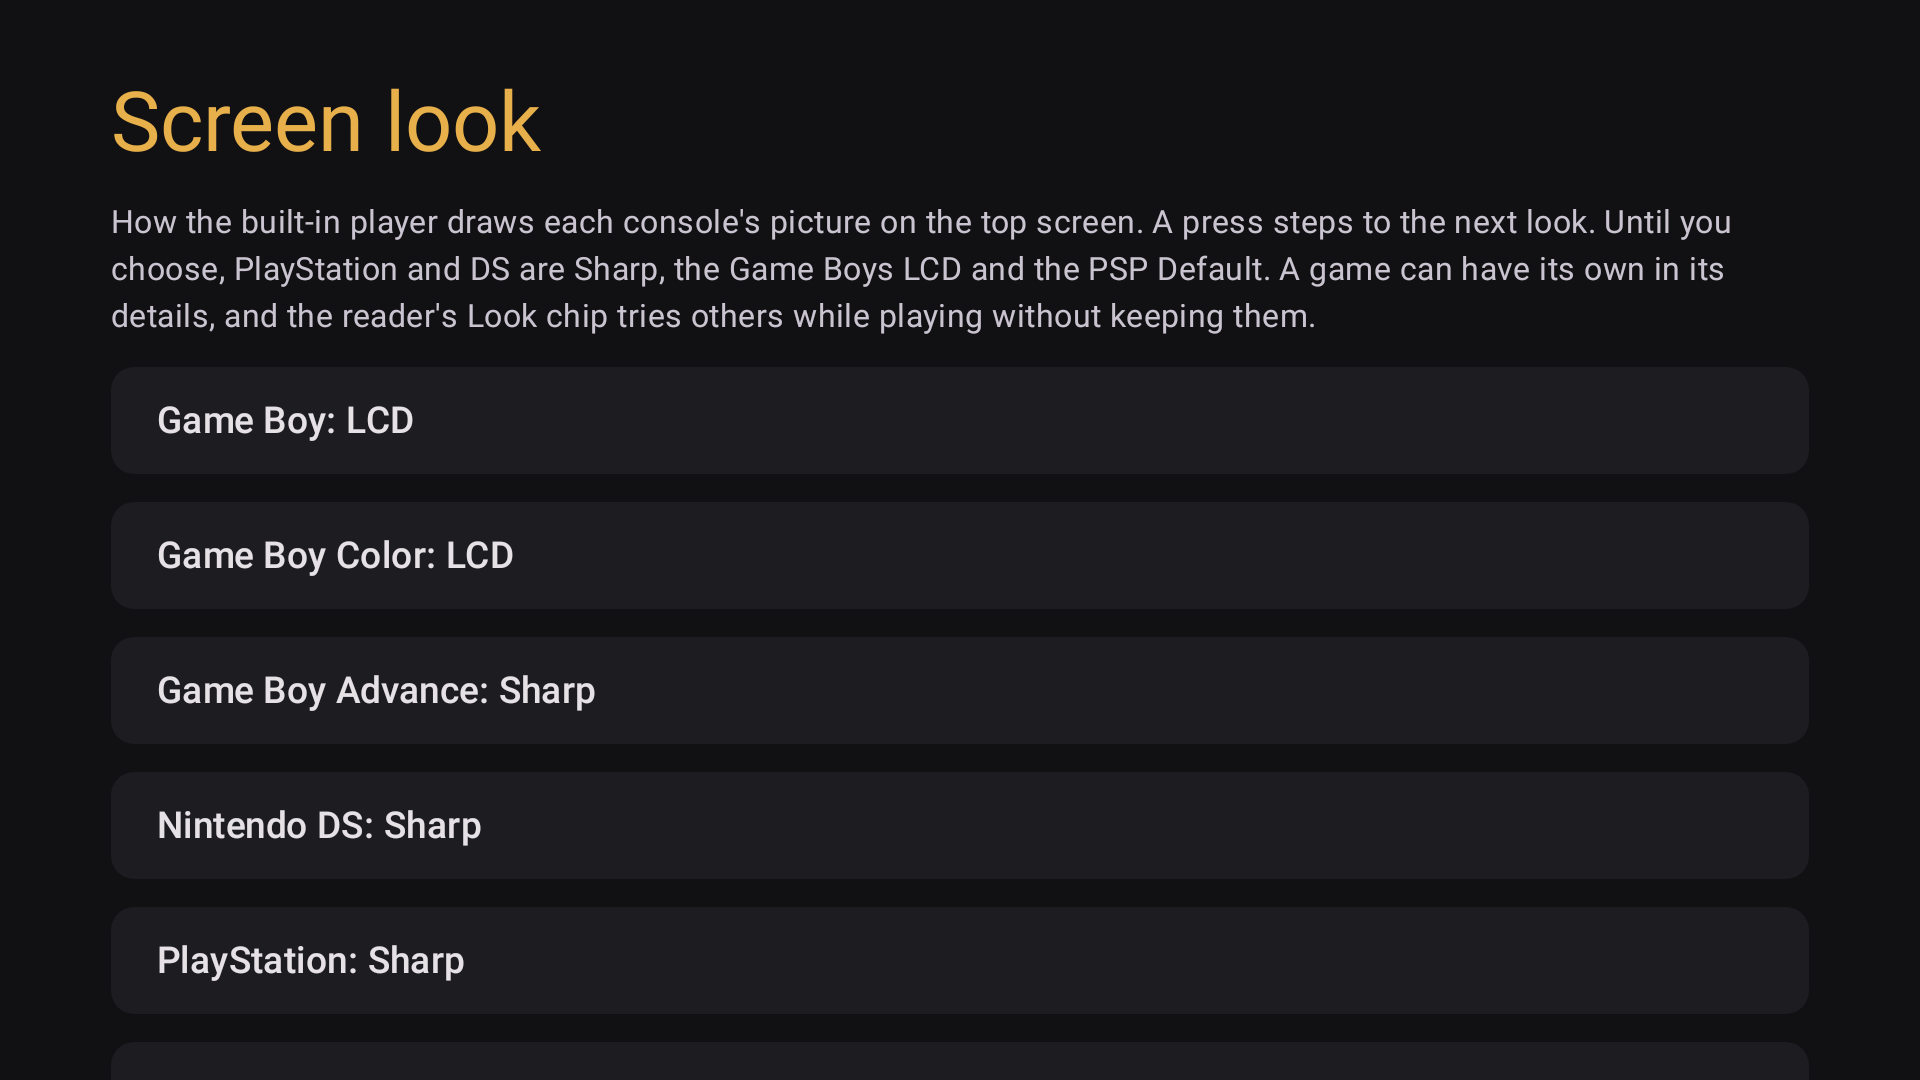 Screen look
How the built-in player draws each console's picture on the top screen. A press steps to the next look. Until you
choose, PlayStation and DS are Sharp, the Game Boys LCD and the PSP Default. A game can have its own in its
details, and the reader's Look chip tries others while playing without keeping them.
Game Boy: LCD
Game Boy Color: LCD
Game Boy Advance: Sharp
Nintendo DS: Sharp
PlayStation: Sharp